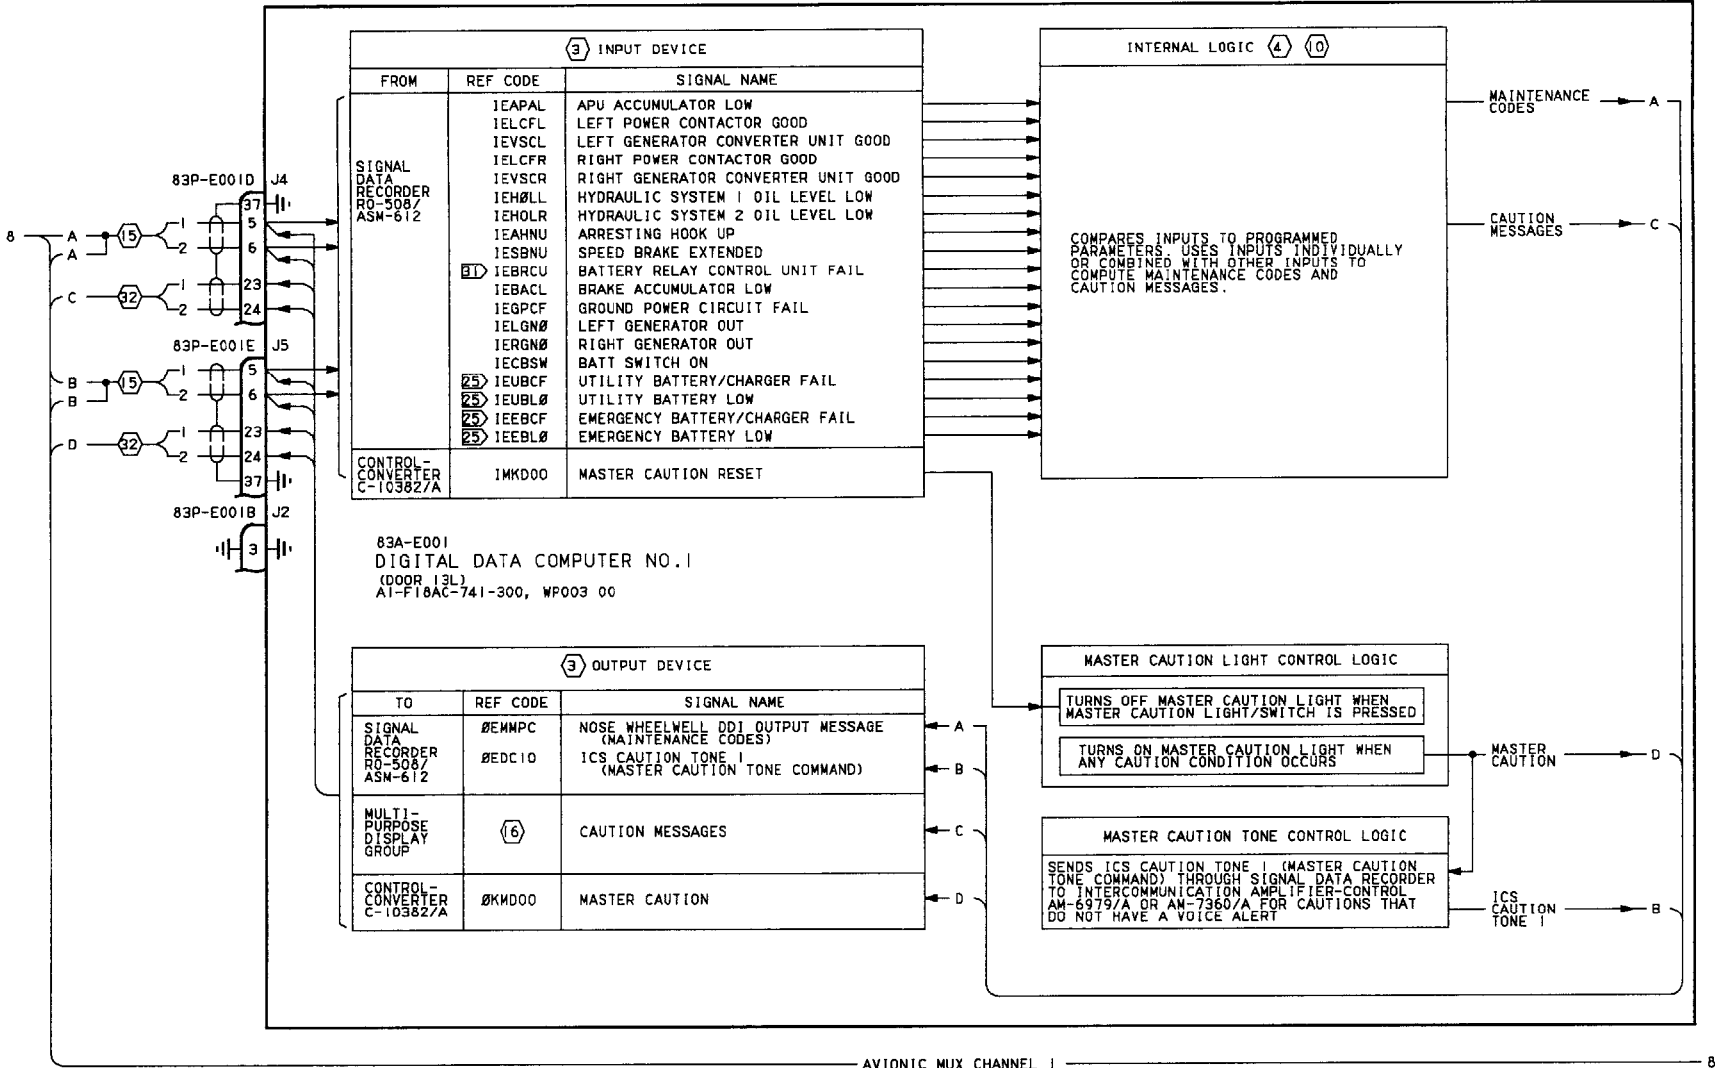 3 INPUT DEVICE
FROM REF CODE SIGNAL NAME
SIGNAL
DATA
RECORDER
RO-508/
ASM-612
IEAPAL APU ACCUMULATOR LOW
IELCFL LEFT POWER CONTACTOR GOOD
IEVSCL LEFT GENERATOR CONVERTER UNIT GOOD
IELCFR RIGHT POWER CONTACTOR GOOD
IEVSCR RIGHT GENERATOR CONVERTER UNIT GOOD
IEHØLL HYDRAULIC SYSTEM 1 OIL LEVEL LOW
IEHOLR HYDRAULIC SYSTEM 2 OIL LEVEL LOW
IEAHNU ARRESTING HOOK UP
IESBNU SPEED BRAKE EXTENDED
31 IEBRCU BATTERY RELAY CONTROL UNIT FAIL
IEBACL BRAKE ACCUMULATOR LOW
IEGPCF GROUND POWER CIRCUIT FAIL
IELGNØ LEFT GENERATOR OUT
IERGNØ RIGHT GENERATOR OUT
IECBSW BATT SWITCH ON
25 IEUBCF UTILITY BATTERY/CHARGER FAIL
25 IEUBLØ UTILITY BATTERY LOW
25 IEEBCF EMERGENCY BATTERY/CHARGER FAIL
25 IEEBLØ EMERGENCY BATTERY LOW
CONTROL-
CONVERTER
C-10382/A
IMKD00 MASTER CAUTION RESET
INTERNAL LOGIC 4 10
COMPARES INPUTS TO PROGRAMMED
PARAMETERS. USES INPUTS INDIVIDUALLY
OR COMBINED WITH OTHER INPUTS TO
COMPUTE MAINTENANCE CODES AND
CAUTION MESSAGES.
MAINTENANCE
CODES
A
CAUTION
MESSAGES
C
83P-E001D J4
37
8 A 15 1 5
A 2 6
C 32 1 23
2 24
83P-E001E J5
B 15 1 5
B 2 6
D 32 1 23
2 24
37
83P-E001B J2
3
83A-E001
DIGITAL DATA COMPUTER NO.1
(DOOR 13L)
A1-F18AC-741-300, WP003 00
3 OUTPUT DEVICE
TO REF CODE SIGNAL NAME
SIGNAL
DATA
RECORDER
RO-508/
ASM-612
ØEMMPC NOSE WHEELWELL DDI OUTPUT MESSAGE
(MAINTENANCE CODES)
A
ØEDC10 ICS CAUTION TONE 1
(MASTER CAUTION TONE COMMAND)
B
MULTI-
PURPOSE
DISPLAY
GROUP
16 CAUTION MESSAGES C
CONTROL-
CONVERTER
C-10382/A
ØKMD00 MASTER CAUTION D
MASTER CAUTION LIGHT CONTROL LOGIC
TURNS OFF MASTER CAUTION LIGHT WHEN
MASTER CAUTION LIGHT/SWITCH IS PRESSED
TURNS ON MASTER CAUTION LIGHT WHEN
ANY CAUTION CONDITION OCCURS
MASTER
CAUTION
D
MASTER CAUTION TONE CONTROL LOGIC
SENDS ICS CAUTION TONE 1 (MASTER CAUTION
TONE COMMAND) THROUGH SIGNAL DATA RECORDER
TO INTERCOMMUNICATION AMPLIFIER-CONTROL
AM-6979/A OR AM-7360/A FOR CAUTIONS THAT
DO NOT HAVE A VOICE ALERT
ICS
CAUTION
TONE 1
B
AVIONIC MUX CHANNEL 1 8